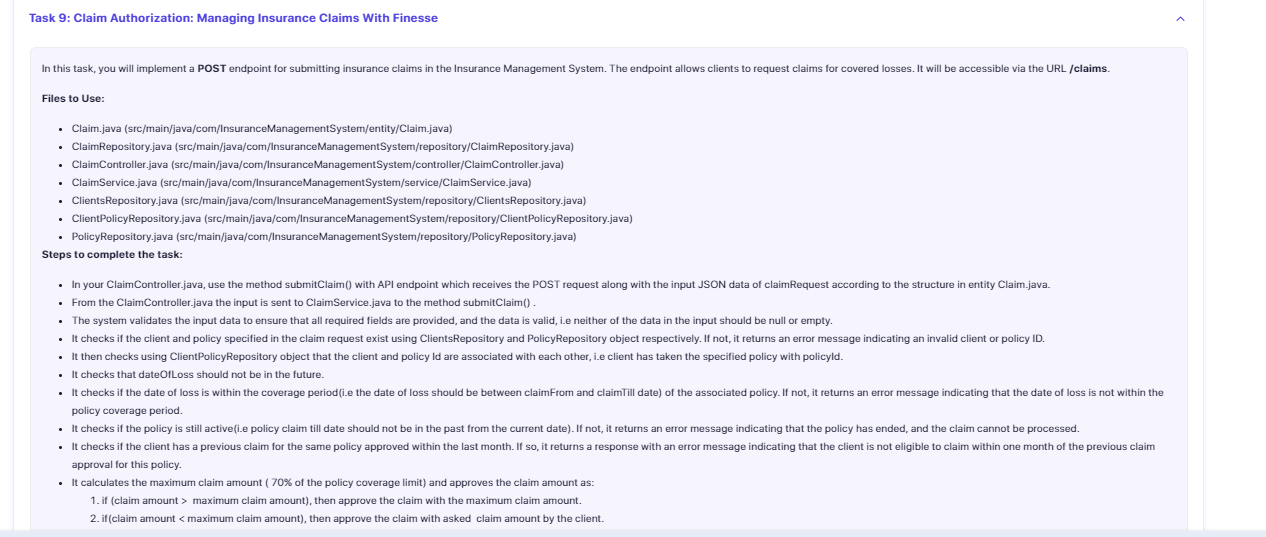 Task 9: Claim Authorization: Managing Insurance Claims With Finesse
In this task, you will implement a POST endpoint for submitting insurance claims in the Insurance Management System. The endpoint allows clients to request claims for covered losses. It will be accessible via the URL /claims.
Files to Use:
• Claim.java (src/main/java/com/InsuranceManagementSystem/entity/Claim.java)
• ClaimRepository.java (src/main/java/com/InsuranceManagementSystem/repository/ClaimRepository.java)
• ClaimController.java (src/main/java/com/InsuranceManagementSystem/controller/ClaimController.java)
• ClaimService.java (src/main/java/com/InsuranceManagementSystem/service/ClaimService.java)
• ClientsRepository.java (src/main/java/com/InsuranceManagementSystem/repository/ClientsRepository.java)
• ClientPolicyRepository.java (src/main/java/com/InsuranceManagementSystem/repository/ClientPolicyRepository.java)
• PolicyRepository.java (src/main/java/com/InsuranceManagementSystem/repository/PolicyRepository.java)
Steps to complete the task:
• In your ClaimController.java, use the method submitClaim() with API endpoint which receives the POST request along with the input JSON data of claimRequest according to the structure in entity Claim.java.
• From the ClaimController.java the input is sent to ClaimService.java to the method submitClaim() .
• The system validates the input data to ensure that all required fields are provided, and the data is valid, i.e neither of the data in the input should be null or empty.
• It checks if the client and policy specified in the claim request exist using ClientsRepository and PolicyRepository object respectively. If not, it returns an error message indicating an invalid client or policy ID.
• It then checks using ClientPolicyRepository object that the client and policy Id are associated with each other, i.e client has taken the specified policy with policyId.
• It checks that dateOfLoss should not be in the future.
• It checks if the date of loss is within the coverage period(i.e the date of loss should be between claimFrom and claimTill date) of the associated policy. If not, it returns an error message indicating that the date of loss is not within the
policy coverage period.
• It checks if the policy is still active(i.e policy claim till date should not be in the past from the current date). If not, it returns an error message indicating that the policy has ended, and the claim cannot be processed.
• It checks if the client has a previous claim for the same policy approved within the last month. If so, it returns a response with an error message indicating that the client is not eligible to claim within one month of the previous claim
approval for this policy.
• It calculates the maximum claim amount ( 70% of the policy coverage limit) and approves the claim amount as:
1. if (claim amount > maximum claim amount), then approve the claim with the maximum claim amount.
2. if(claim amount < maximum claim amount), then approve the claim with asked claim amount by the client.